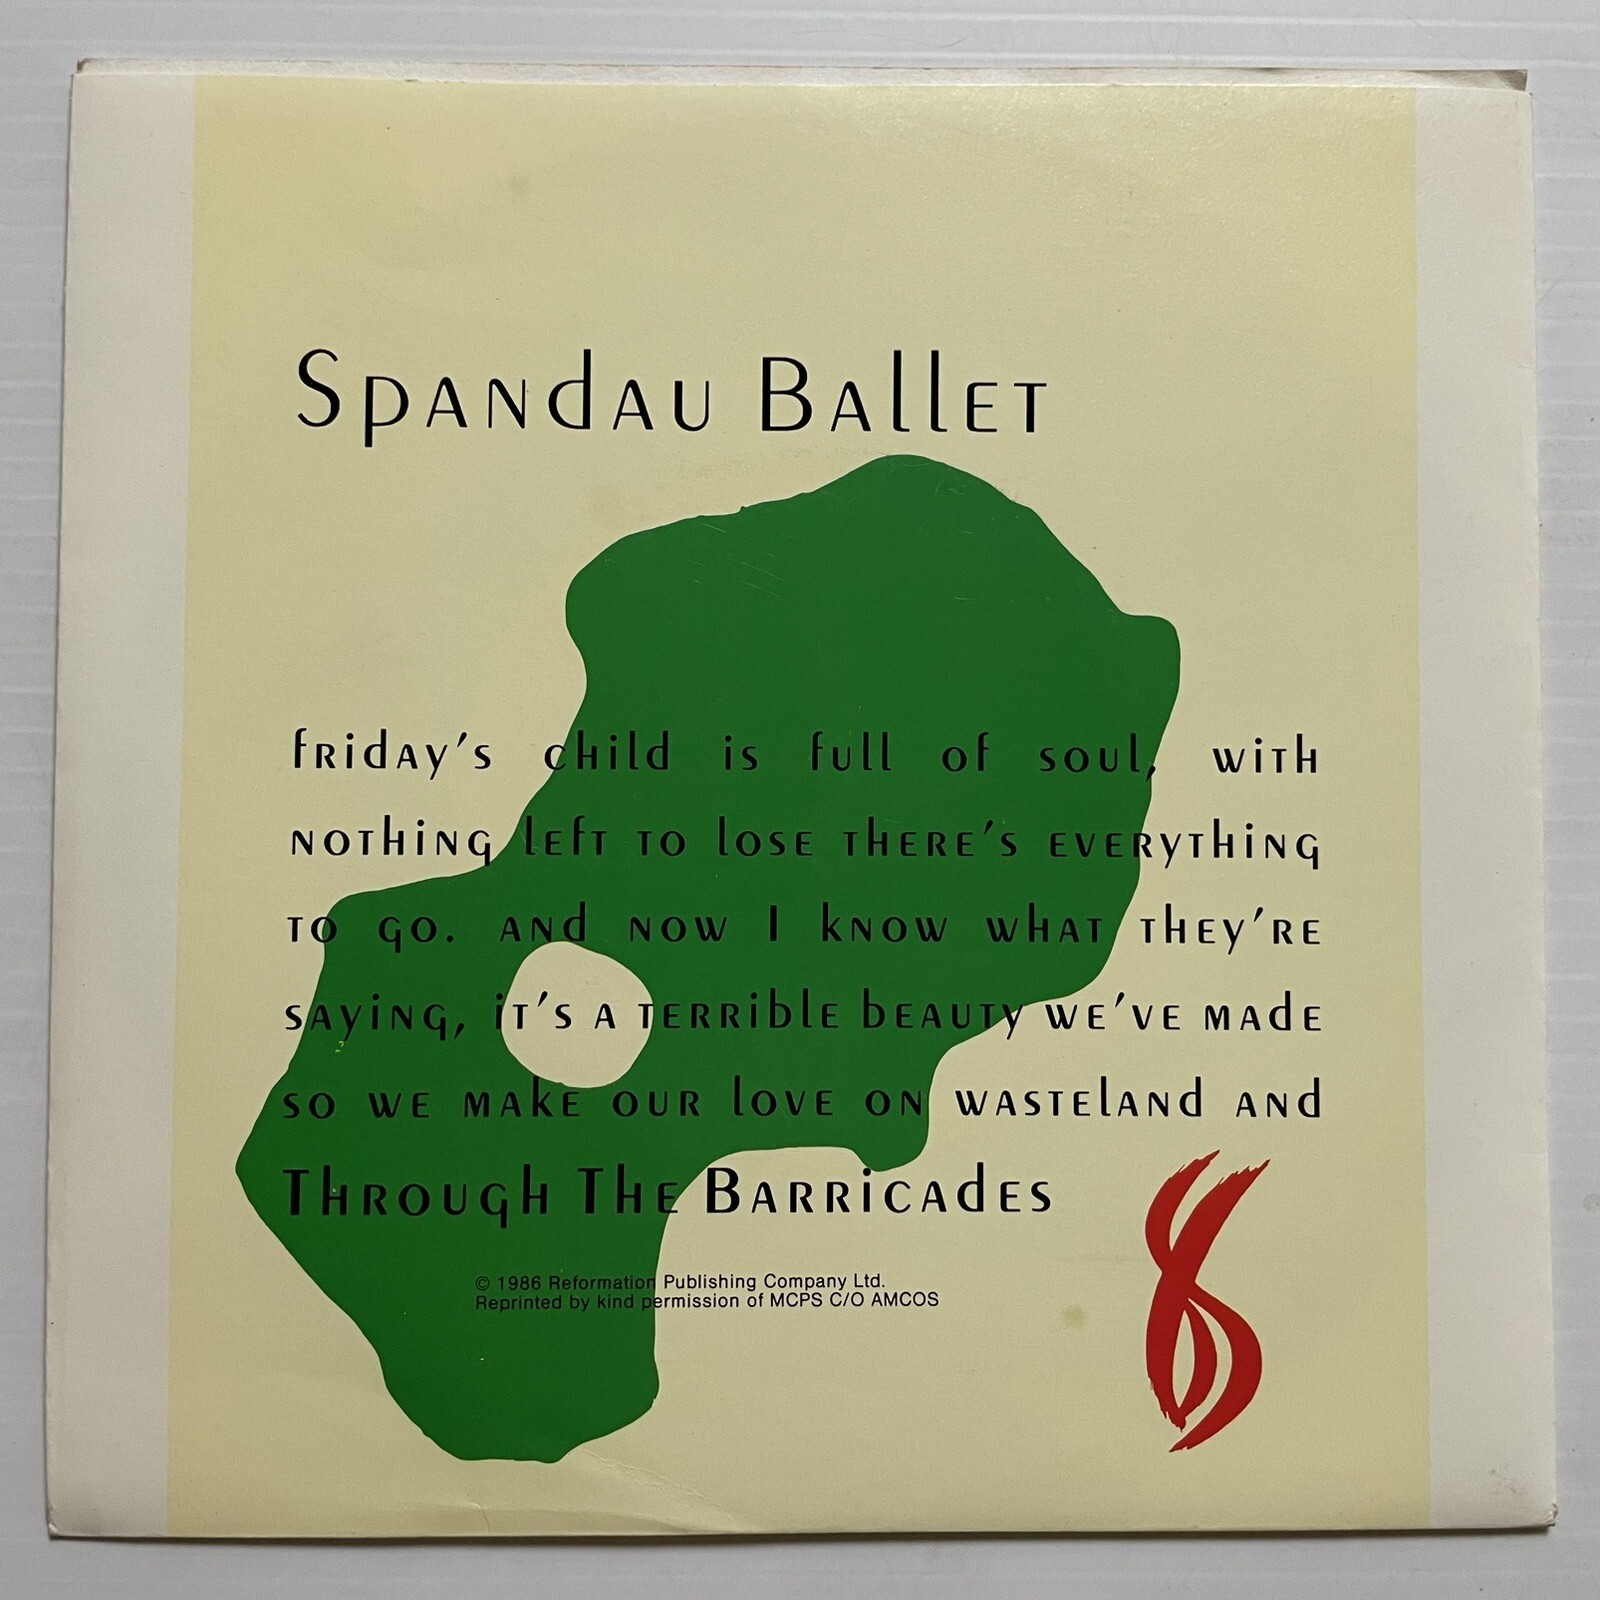 Spandau Ballet
friday's child is full of soul, with
nothing left to lose there's everything
to go. and now I know what they're
saying, it's a terrible beauty we've made
so we make our love on wasteland and
Through The Barricades
© 1986 Reformation Publishing Company Ltd.
Reprinted by kind permission of MCPS C/O AMCOS